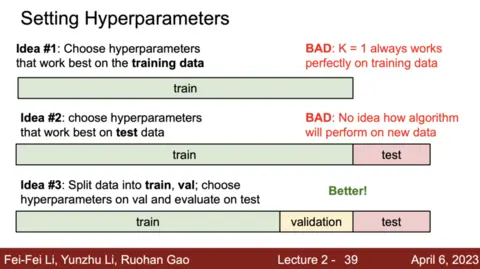 Setting Hyperparameters
Idea #1: Choose hyperparameters
that work best on the training data
BAD: K = 1 always works
perfectly on training data
train
Idea #2: choose hyperparameters
that work best on test data
BAD: No idea how algorithm
will perform on new data
train
test
Idea #3: Split data into train, val; choose
hyperparameters on val and evaluate on test
Better!
train
validation
test
Fei-Fei Li, Yunzhu Li, Ruohan Gao
Lecture 2 - 39
April 6, 2023